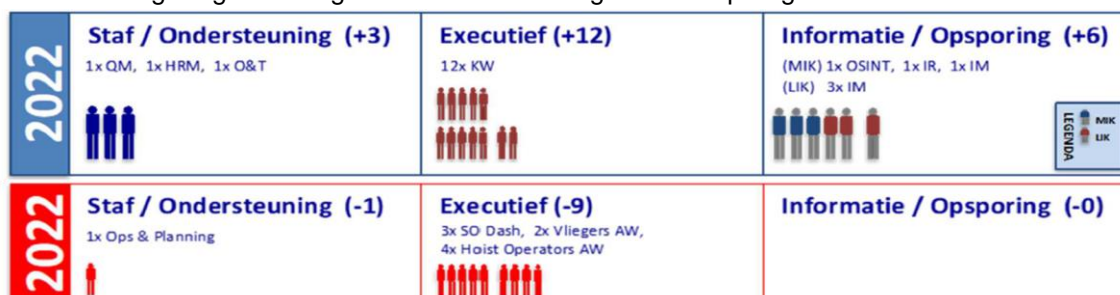 2022
Staf / Ondersteuning (+3)
1x QM, 1x HRM, 1x O&T
Executief (+12)
12x KW
Informatie / Opsporing (+6)
(MIK) 1x OSINT, 1x IR, 1x IM
(LIK) 3x IM
LEGENDA
MIK
LIK
2022
Staf / Ondersteuning (-1)
1x Ops & Planning
Executief (-9)
3x SO Dash, 2x Vliegers AW,
4x Hoist Operators AW
Informatie / Opsporing (-0)